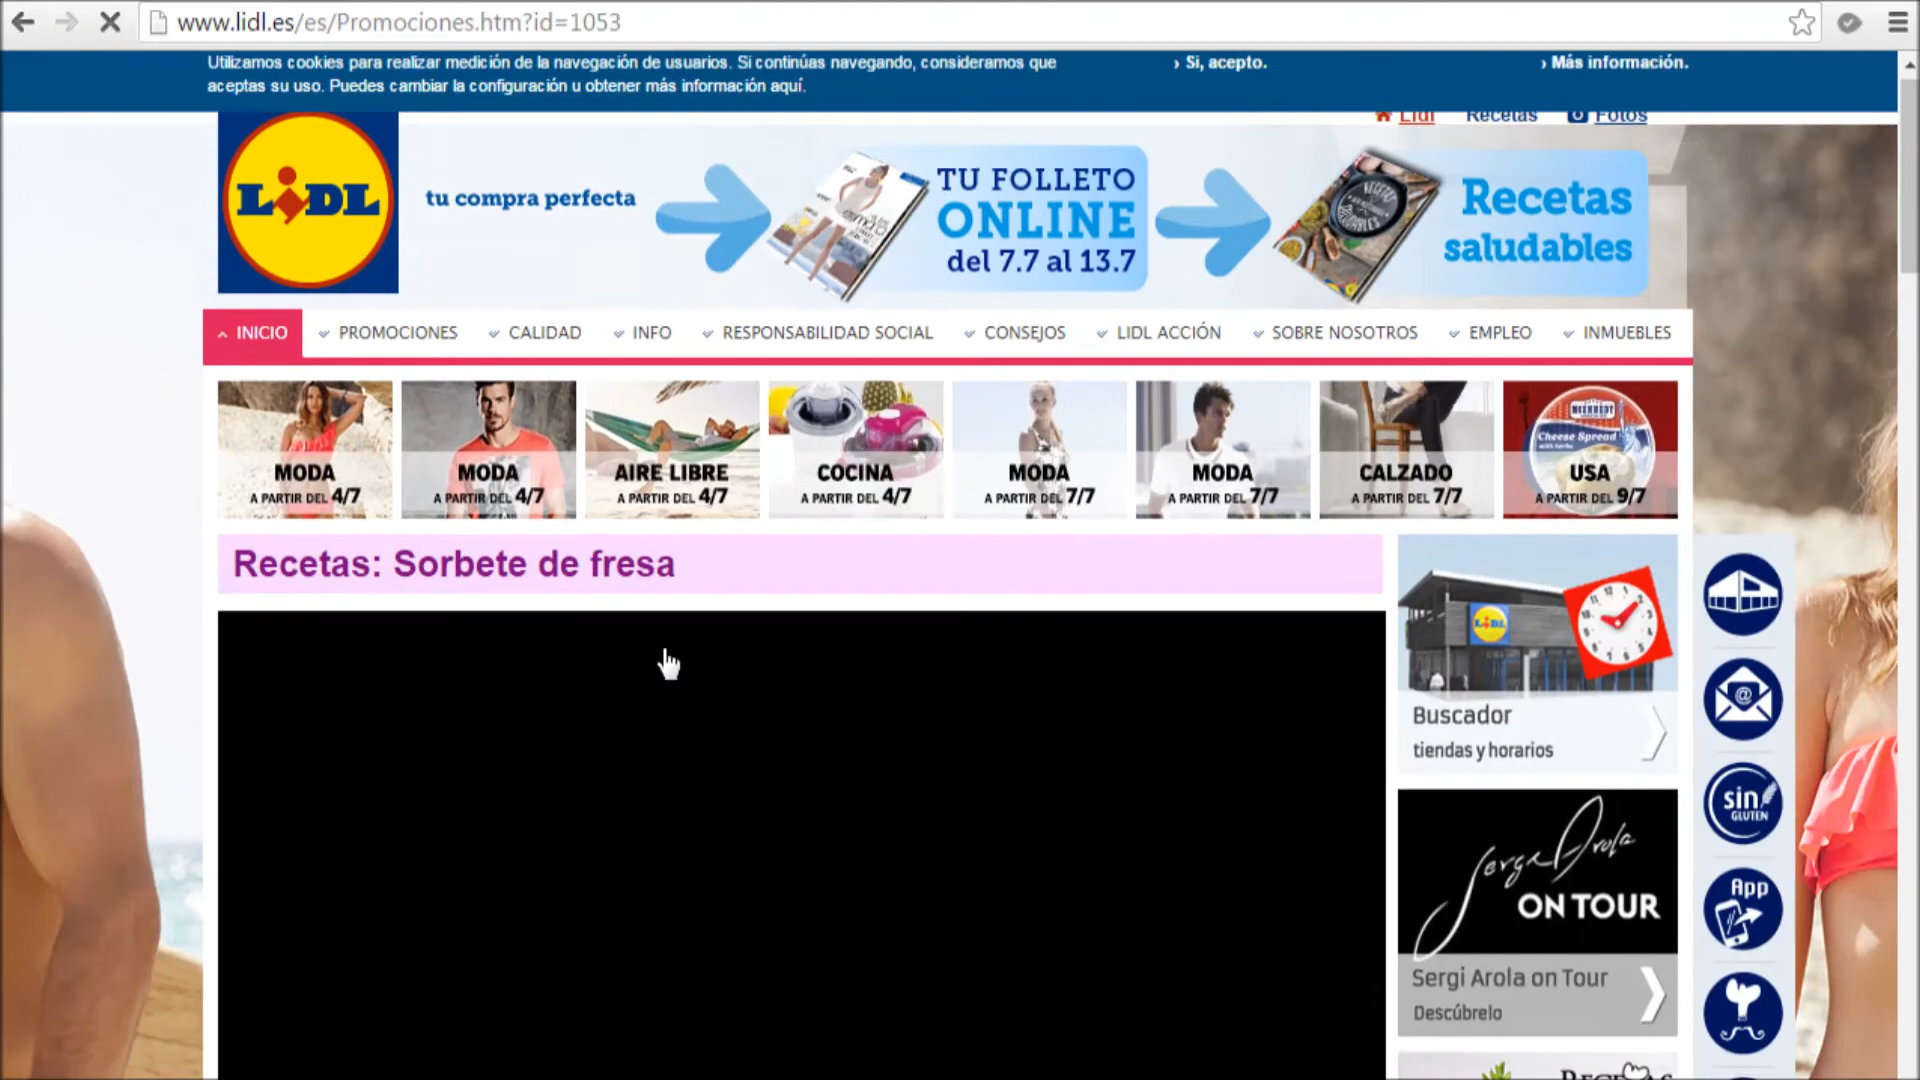 www.lidl.es/es/Promociones.htm?id=1053
Utilizamos cookies para realizar medición de la navegación de usuarios. Si continúas navegando, consideramos que
aceptas su uso. Puedes cambiar la configuración u obtener más información aquí.
› Si, acepto.
› Más información.
Lidl
Recetas
Fotos
LIDL
tu compra perfecta
TU FOLLETO
ONLINE
del 7.7 al 13.7
Recetas
saludables
INICIO
PROMOCIONES
CALIDAD
INFO
RESPONSABILIDAD SOCIAL
CONSEJOS
LIDL ACCIÓN
SOBRE NOSOTROS
EMPLEO
INMUEBLES
MODA
A PARTIR DEL 4/7
MODA
A PARTIR DEL 4/7
AIRE LIBRE
A PARTIR DEL 4/7
COCINA
A PARTIR DEL 4/7
MODA
A PARTIR DEL 7/7
MODA
A PARTIR DEL 7/7
CALZADO
A PARTIR DEL 7/7
Cheese Spread
USA
A PARTIR DEL 9/7
Recetas: Sorbete de fresa
LIDL
Buscador
tiendas y horarios
Sergi Arola
ON TOUR
Sergi Arola on Tour
Descúbrelo
sin
GLUTEN
App